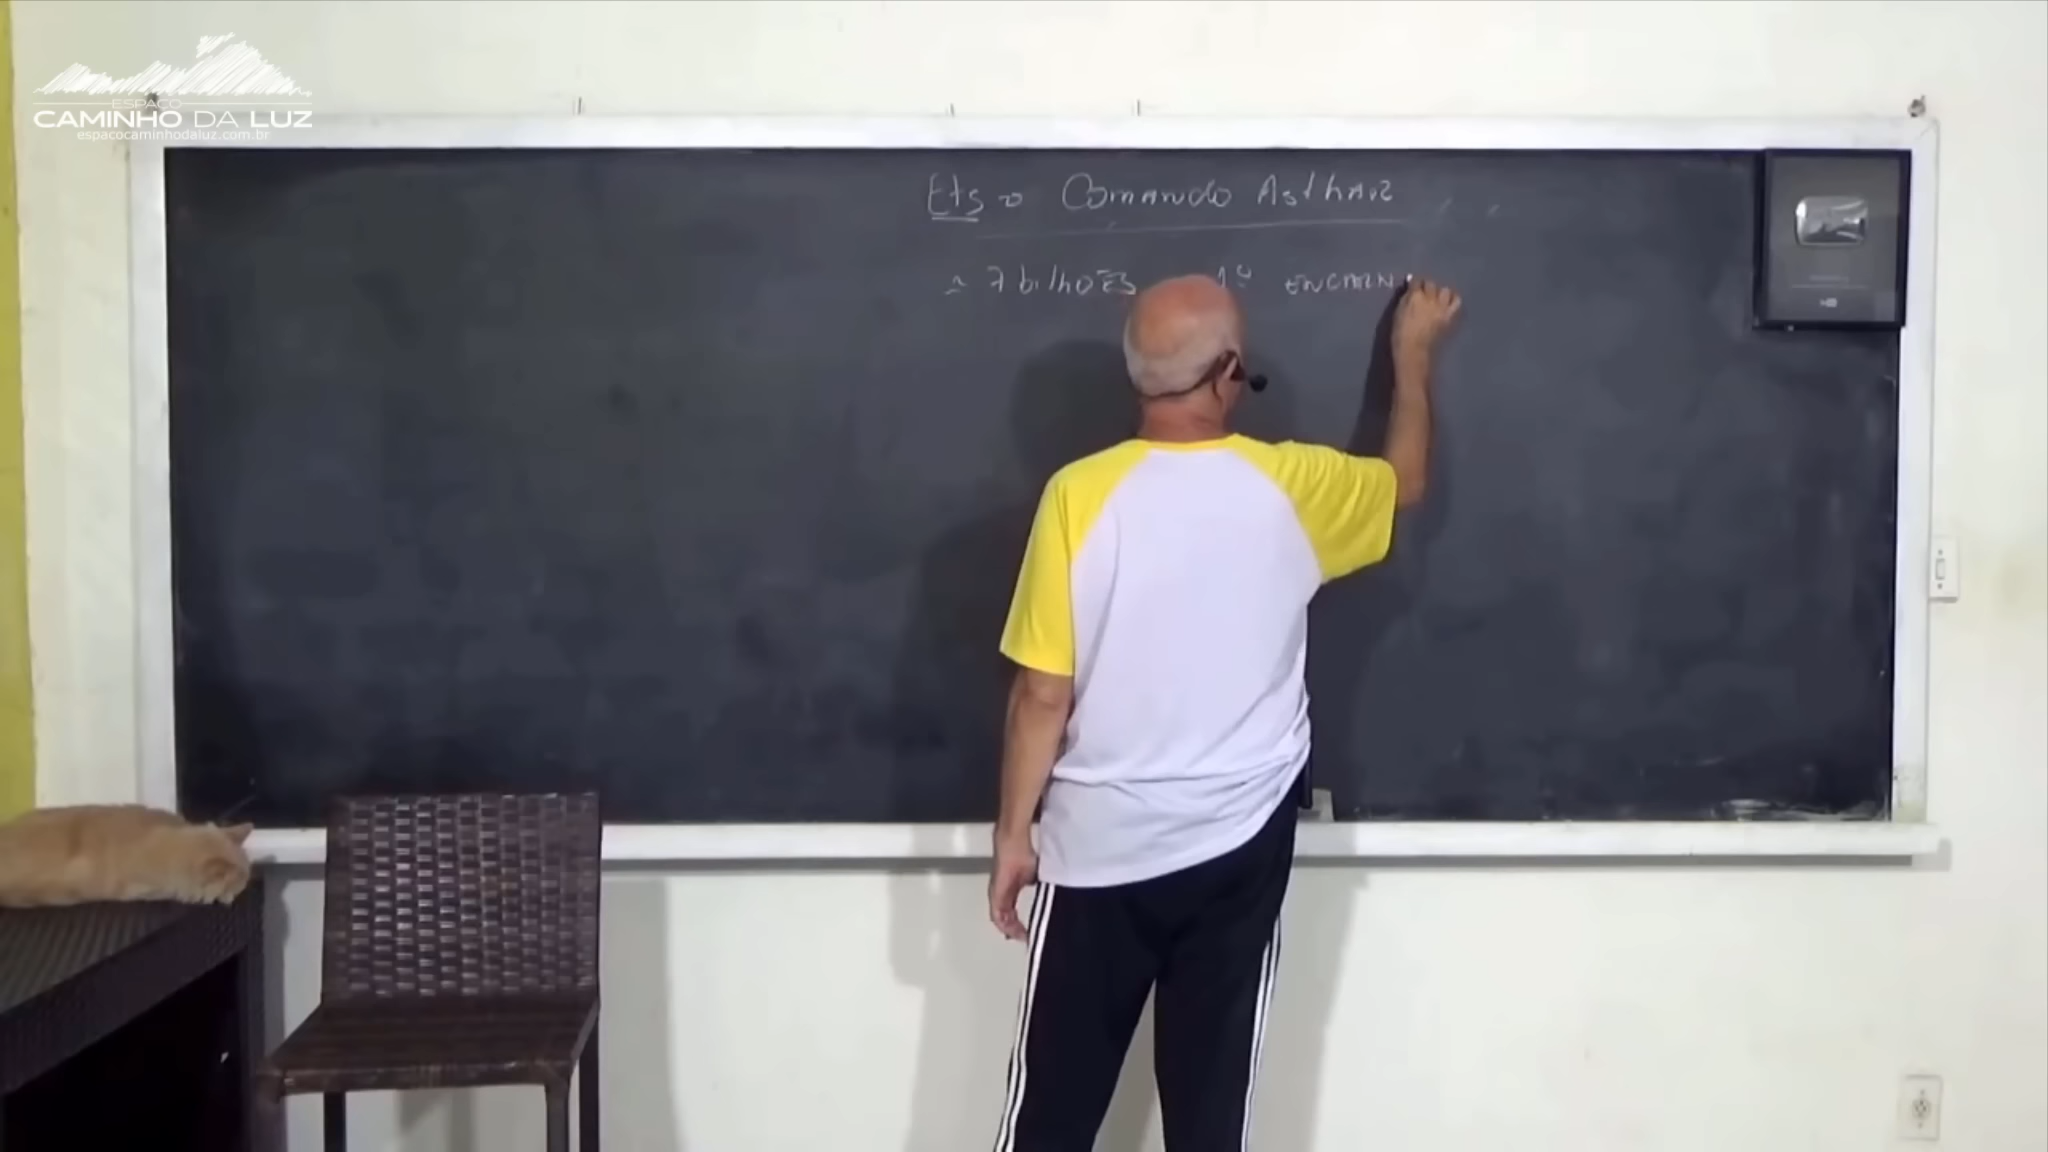 ESPAÇO
CAMINHO DA LUZ
espacocaminhodaluz.com.br
Ets Comando Asthar
7 bilhões 1º encarn